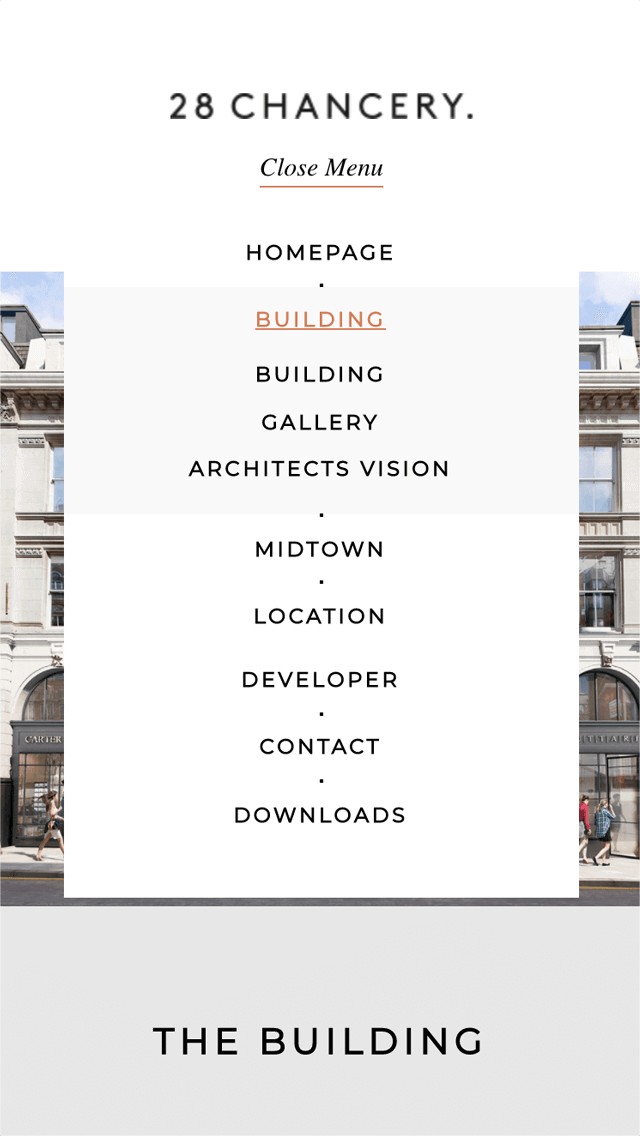 28 CHANCERY.
Close Menu
HOMEPAGE
BUILDING
BUILDING
GALLERY
ARCHITECTS VISION
MIDTOWN
LOCATION
DEVELOPER
CONTACT
DOWNLOADS
CARTER
THE BUILDING